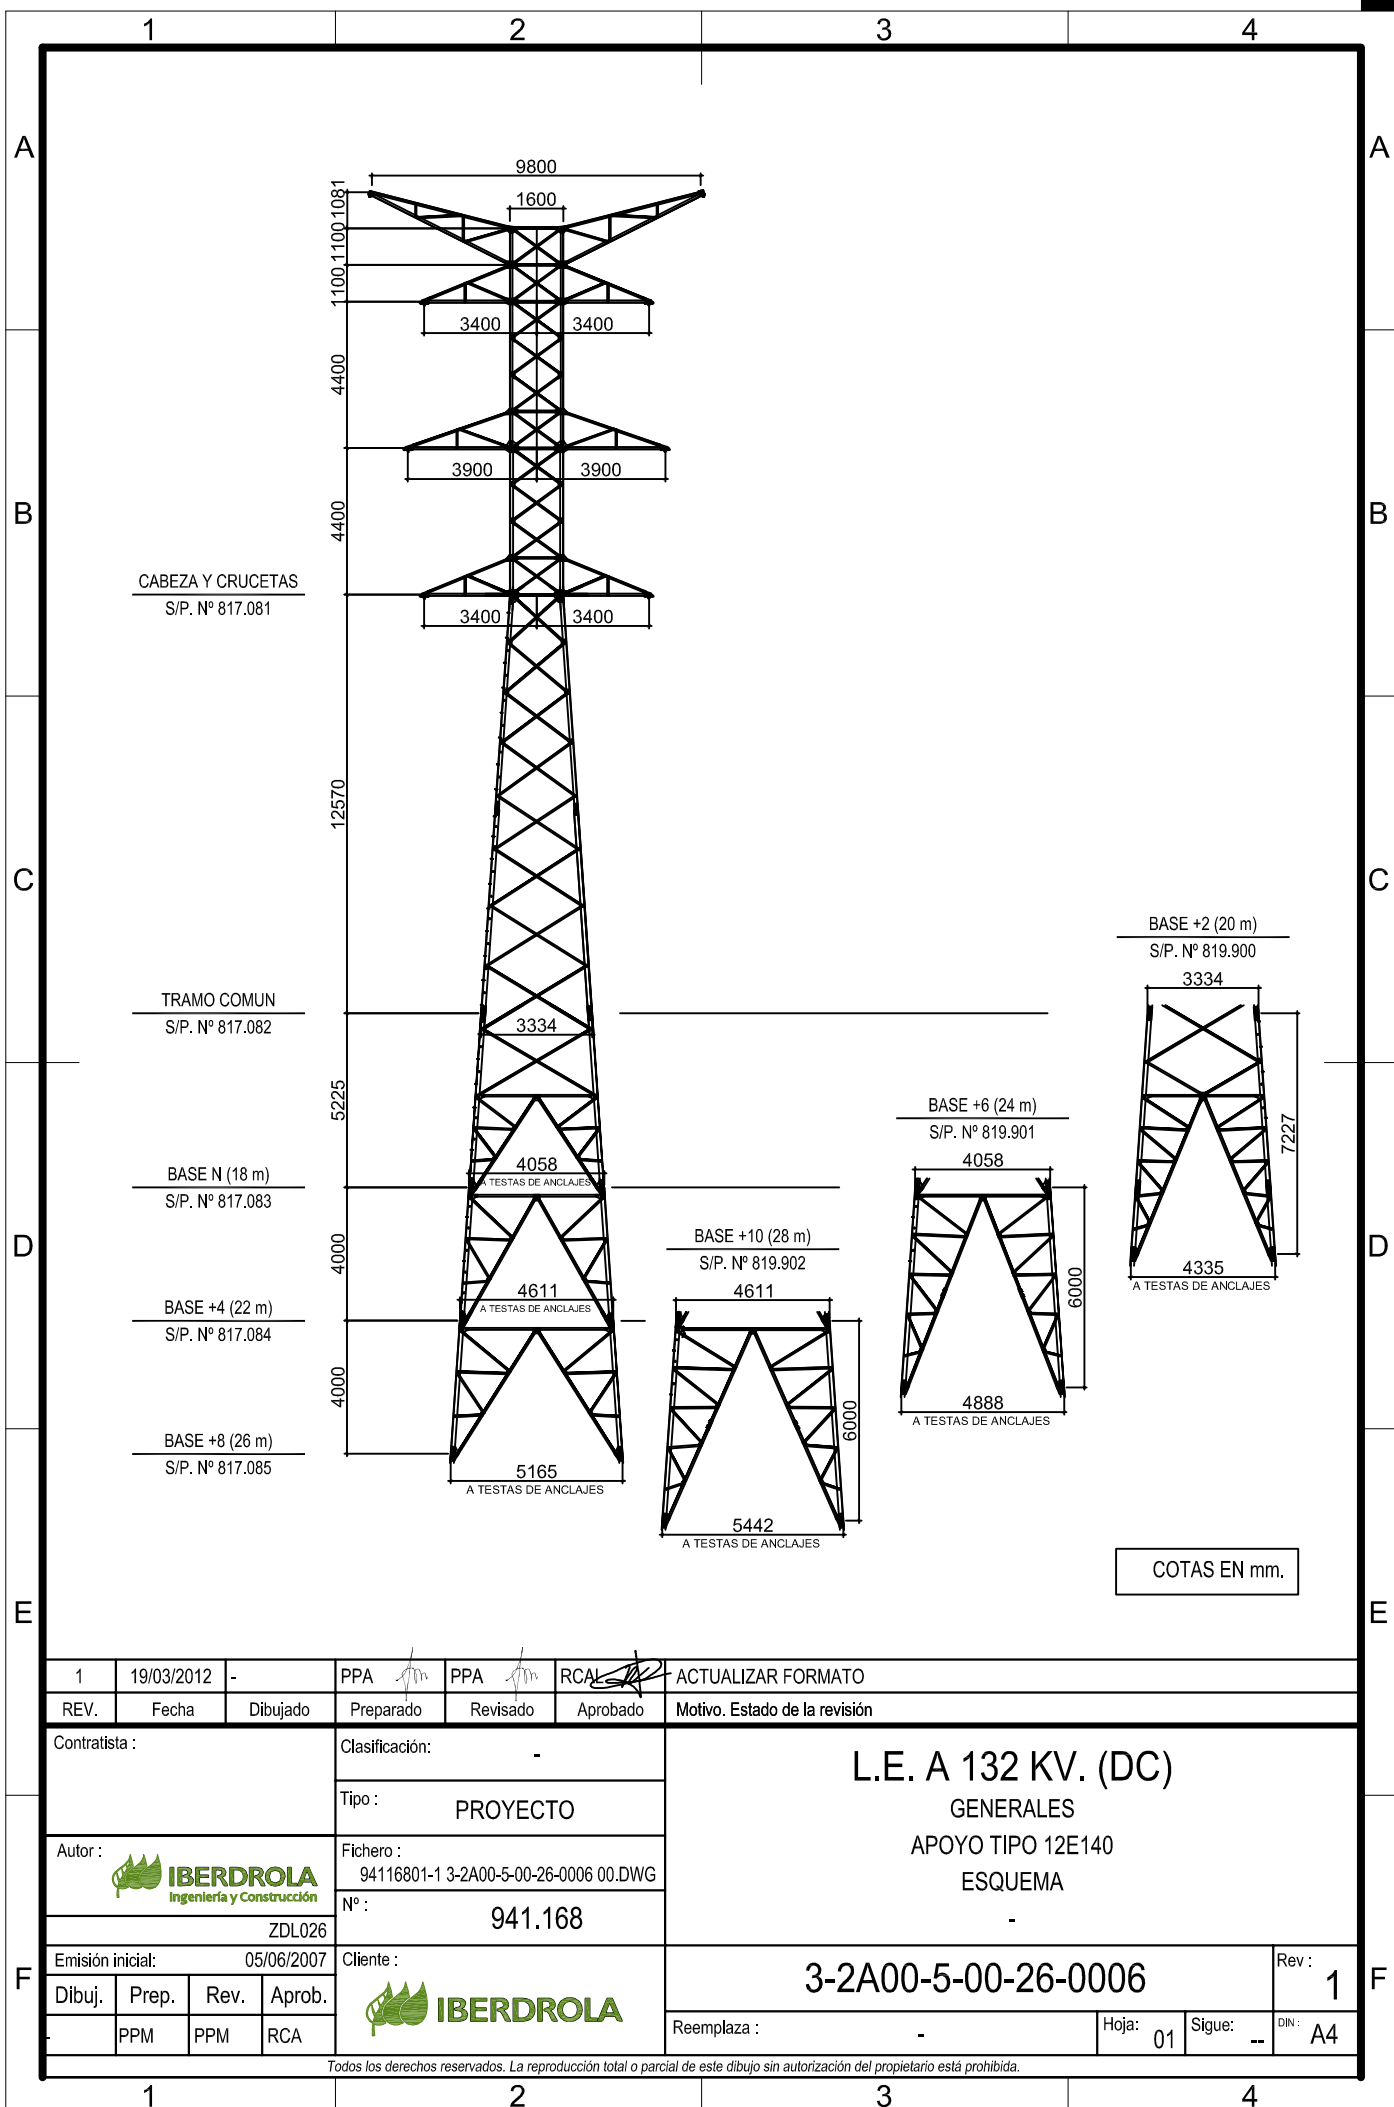 1 2 3 4
A A
9800
1600
1081
1100
1100
3400 3400
4400
B B
3900 3900
4400
CABEZA Y CRUCETAS
S/P. Nº 817.081
3400 3400
12570
C C
BASE +2 (20 m)
S/P. Nº 819.900
3334
TRAMO COMUN
S/P. Nº 817.082
3334
5225
BASE +6 (24 m)
S/P. Nº 819.901
4058
7227
BASE N (18 m)
S/P. Nº 817.083
4058
A TESTAS DE ANCLAJES
D D
BASE +10 (28 m)
S/P. Nº 819.902
4611
4000
6000
4335
A TESTAS DE ANCLAJES
BASE +4 (22 m)
S/P. Nº 817.084
4611
A TESTAS DE ANCLAJES
4000
6000
4888
A TESTAS DE ANCLAJES
BASE +8 (26 m)
S/P. Nº 817.085
5165
A TESTAS DE ANCLAJES
5442
A TESTAS DE ANCLAJES
COTAS EN mm.
E E
1 19/03/2012 - PPA PPA RCAL ACTUALIZAR FORMATO
REV. Fecha Dibujado Preparado Revisado Aprobado Motivo. Estado de la revisión
Contratista :
Clasificación: -
Tipo : PROYECTO
L.E. A 132 KV. (DC)
GENERALES
APOYO TIPO 12E140
ESQUEMA
-
Autor :
IBERDROLA
Ingeniería y Construcción
ZDL026
Fichero :
94116801-1 3-2A00-5-00-26-0006 00.DWG
Nº :
941.168
Emisión inicial: 05/06/2007
Dibuj. Prep. Rev. Aprob.
- PPM PPM RCA
Cliente :
IBERDROLA
3-2A00-5-00-26-0006
Rev : 1
Reemplaza : -
Hoja: 01
Sigue: --
DIN : A4
F F
Todos los derechos reservados. La reproducción total o parcial de este dibujo sin autorización del propietario está prohibida.
1 2 3 4